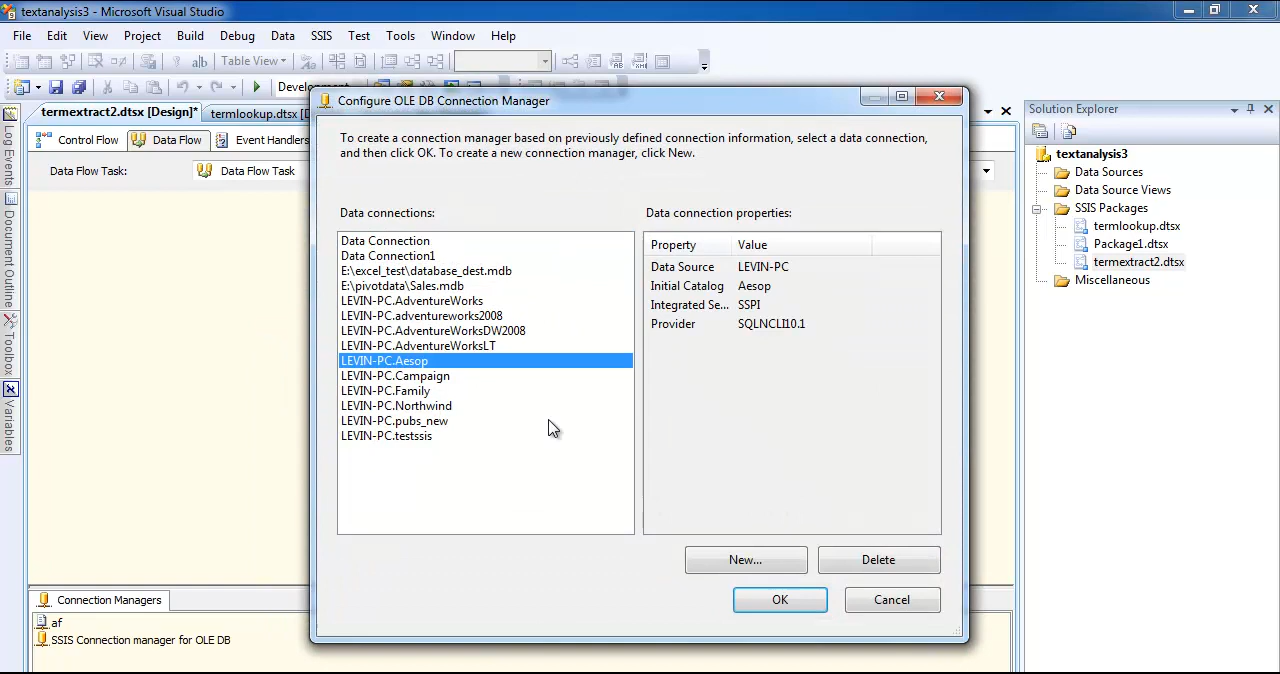 textanalysis3 - Microsoft Visual Studio
File Edit View Project Build Debug Data SSIS Test Tools Window Help
Table View
termextract2.dtsx [Design]* termlookup.dtsx [D
Control Flow Data Flow Event Handlers
Data Flow Task: Data Flow Task
Log Events
Document Outline
Toolbox
Variables
Configure OLE DB Connection Manager
To create a connection manager based on previously defined connection information, select a data connection,
and then click OK. To create a new connection manager, click New.
Data connections: Data connection properties:
Data Connection
Data Connection1
E:\excel_test\database_dest.mdb
E:\pivotdata\Sales.mdb
LEVIN-PC.AdventureWorks
LEVIN-PC.adventureworks2008
LEVIN-PC.AdventureWorksDW2008
LEVIN-PC.AdventureWorksLT
LEVIN-PC.Aesop
LEVIN-PC.Campaign
LEVIN-PC.Family
LEVIN-PC.Northwind
LEVIN-PC.pubs_new
LEVIN-PC.testssis
Property Value
Data Source LEVIN-PC
Initial Catalog Aesop
Integrated Se... SSPI
Provider SQLNCLI10.1
New... Delete
OK Cancel
Connection Managers
af
SSIS Connection manager for OLE DB
Solution Explorer
textanalysis3
Data Sources
Data Source Views
SSIS Packages
termlookup.dtsx
Package1.dtsx
termextract2.dtsx
Miscellaneous